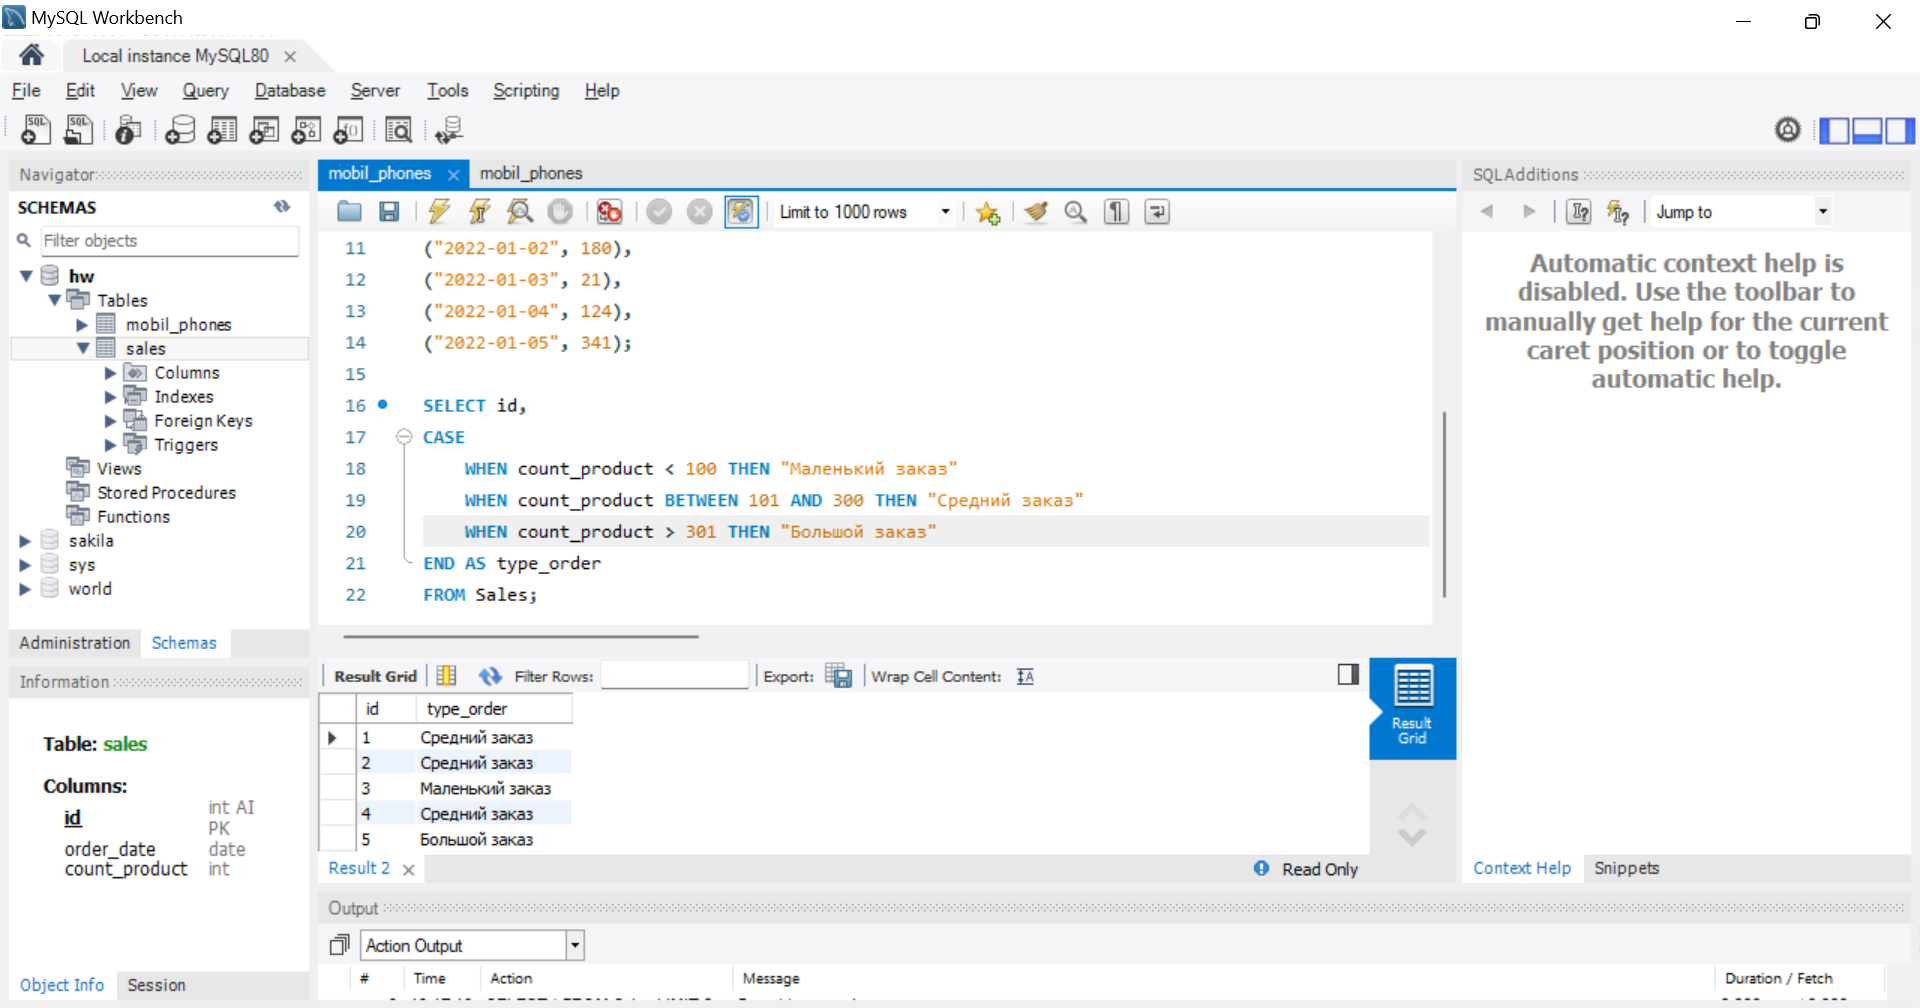 MySQL Workbench
Local instance MySQL80
File Edit View Query Database Server Tools Scripting Help
Navigator
SCHEMAS
Filter objects
hw
Tables
mobil_phones
sales
Columns
Indexes
Foreign Keys
Triggers
Views
Stored Procedures
Functions
sakila
sys
world
Administration Schemas
Information
Table: sales
Columns:
id int AI PK
order_date date
count_product int
Object Info Session
mobil_phones mobil_phones
Limit to 1000 rows
11 ("2022-01-02", 180),
12 ("2022-01-03", 21),
13 ("2022-01-04", 124),
14 ("2022-01-05", 341);
15
16 SELECT id,
17 CASE
18 WHEN count_product < 100 THEN "Маленький заказ"
19 WHEN count_product BETWEEN 101 AND 300 THEN "Средний заказ"
20 WHEN count_product > 301 THEN "Большой заказ"
21 END AS type_order
22 FROM Sales;
Result Grid Filter Rows: Export: Wrap Cell Content:
id type_order
1 Средний заказ
2 Средний заказ
3 Маленький заказ
4 Средний заказ
5 Большой заказ
Result Grid
Result 2 Read Only
Output
Action Output
# Time Action Message Duration / Fetch
SQLAdditions
Jump to
Automatic context help is
disabled. Use the toolbar to
manually get help for the current
caret position or to toggle
automatic help.
Context Help Snippets